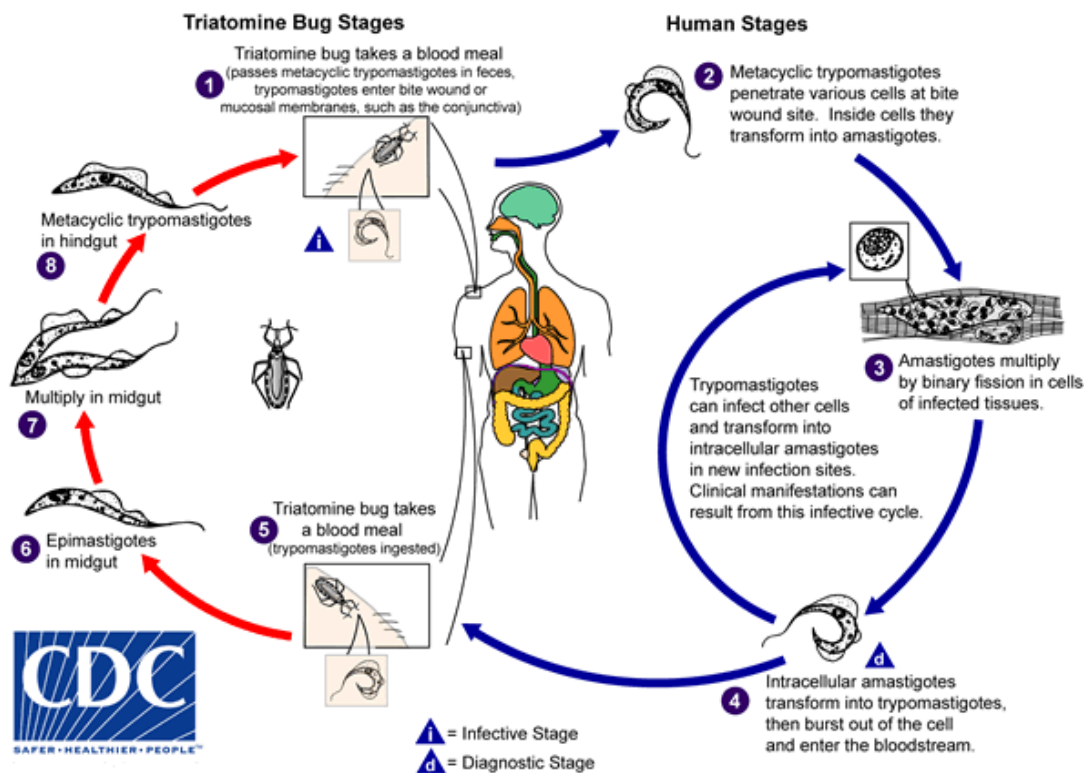 Triatomine Bug Stages
Human Stages
1
Triatomine bug takes a blood meal
(passes metacyclic trypomastigotes in feces,
trypomastigotes enter bite wound or
mucosal membranes, such as the conjunctiva)
i
2
Metacyclic trypomastigotes
penetrate various cells at bite
wound site. Inside cells they
transform into amastigotes.
3
Amastigotes multiply
by binary fission in cells
of infected tissues.
Trypomastigotes
can infect other cells
and transform into
intracellular amastigotes
in new infection sites.
Clinical manifestations can
result from this infective cycle.
d
4
Intracellular amastigotes
transform into trypomastigotes,
then burst out of the cell
and enter the bloodstream.
5
Triatomine bug takes
a blood meal
(trypomastigotes ingested)
6
Epimastigotes
in midgut
Multiply in midgut
7
Metacyclic trypomastigotes
in hindgut
8
CDC
SAFER•HEALTHIER•PEOPLE™
i = Infective Stage
d = Diagnostic Stage